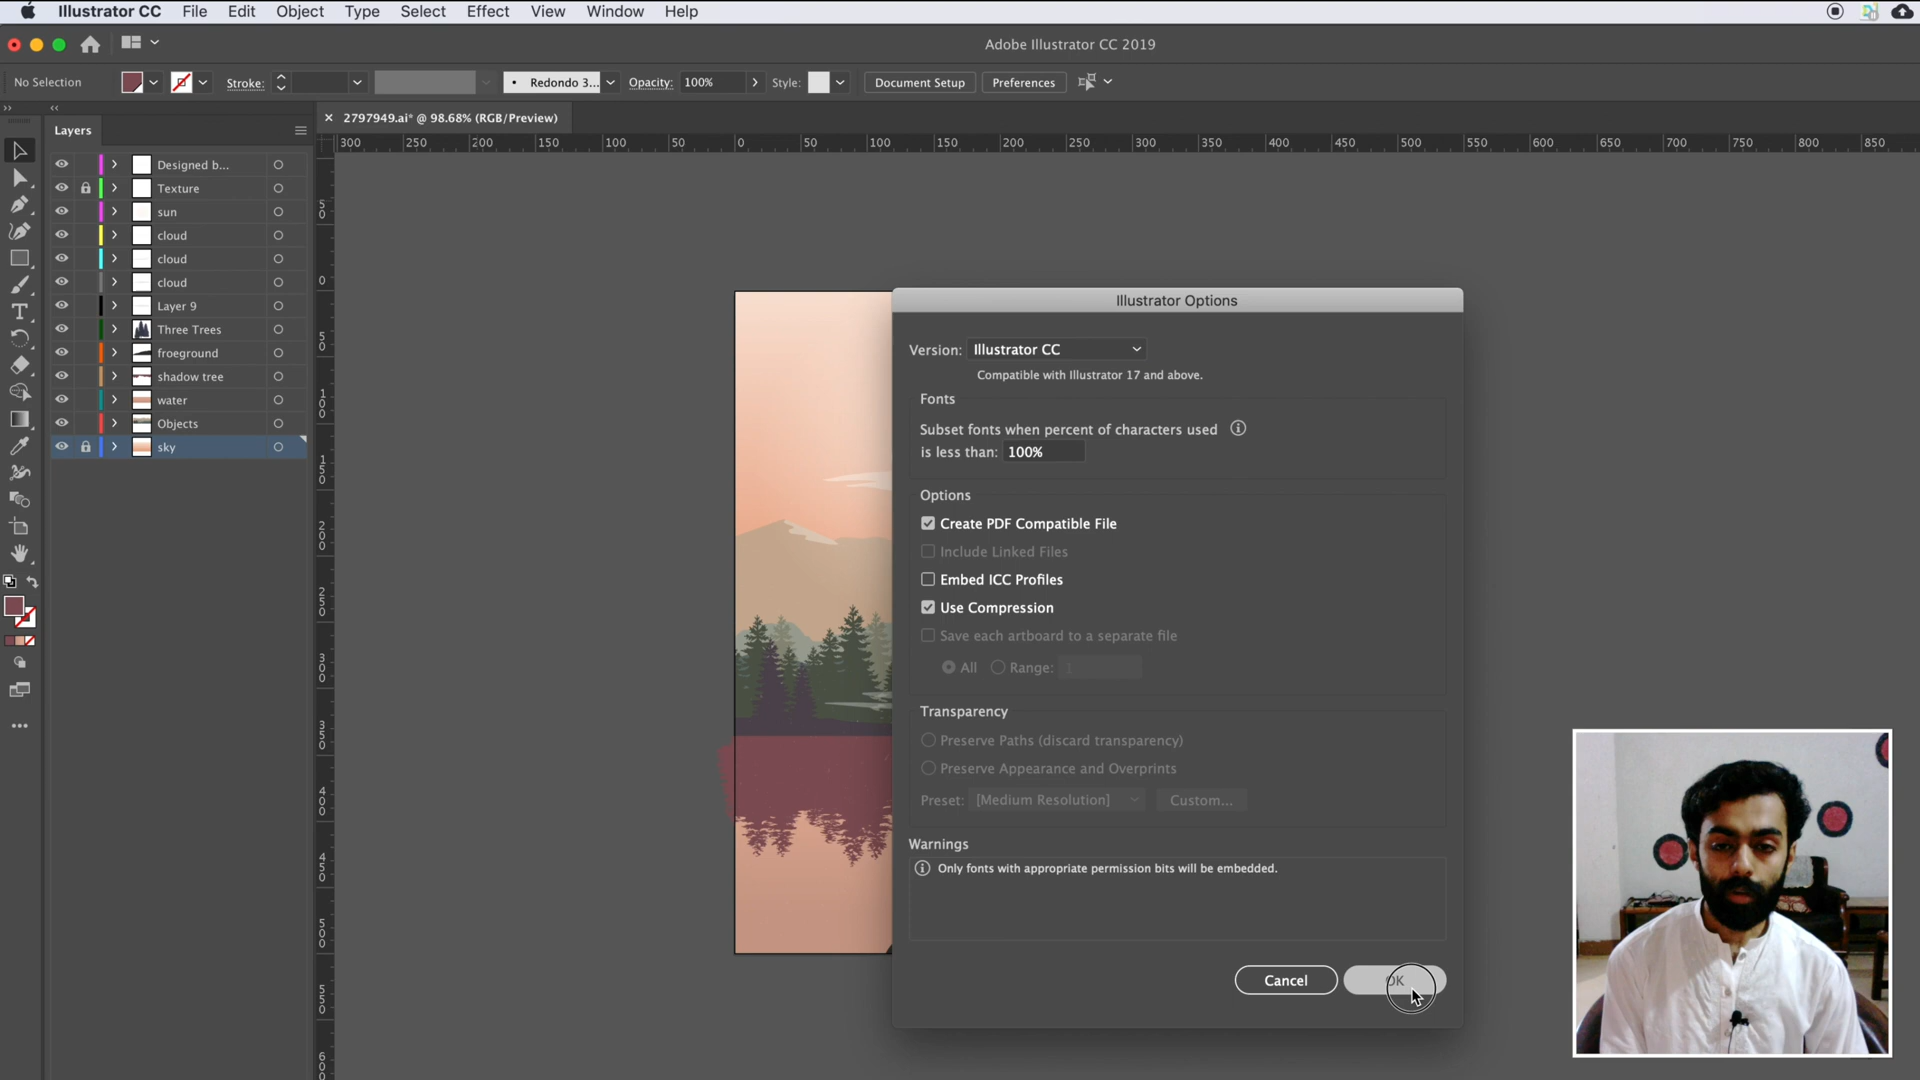 Illustrator CC File Edit Object Type Select Effect View Window Help
Adobe Illustrator CC 2019
No Selection Stroke: Redondo 3... Opacity: 100% Style: Document Setup Preferences
Layers
2797949.ai* @ 98.68% (RGB/Preview)
300 250 200 150 100 50 0 50 100 150 200 250 300 350 400 450 500 550 600 650 700 750 800 850
Designed b...
Texture
sun
cloud
cloud
cloud
Layer 9
Three Trees
froeground
shadow tree
water
Objects
sky
50
0
50
100
150
200
250
300
350
400
450
500
550
600
Illustrator Options
Version: Illustrator CC
Compatible with Illustrator 17 and above.
Fonts
Subset fonts when percent of characters used
is less than: 100%
Options
Create PDF Compatible File
Include Linked Files
Embed ICC Profiles
Use Compression
Save each artboard to a separate file
All Range: 1
Transparency
Preserve Paths (discard transparency)
Preserve Appearance and Overprints
Preset: [Medium Resolution] Custom...
Warnings
Only fonts with appropriate permission bits will be embedded.
Cancel OK